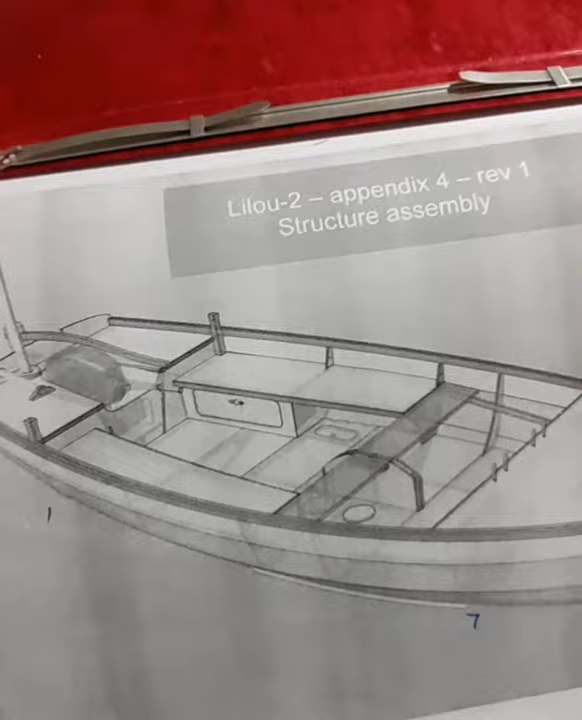 Lilou-2 – appendix 4 – rev 1
Structure assembly
1
7